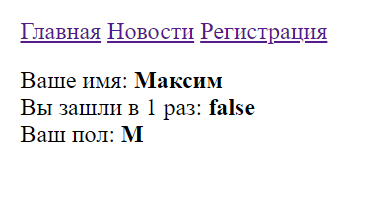 Главная Новости Регистрация
Ваше имя: Максим
Вы зашли в 1 раз: false
Ваш пол: М